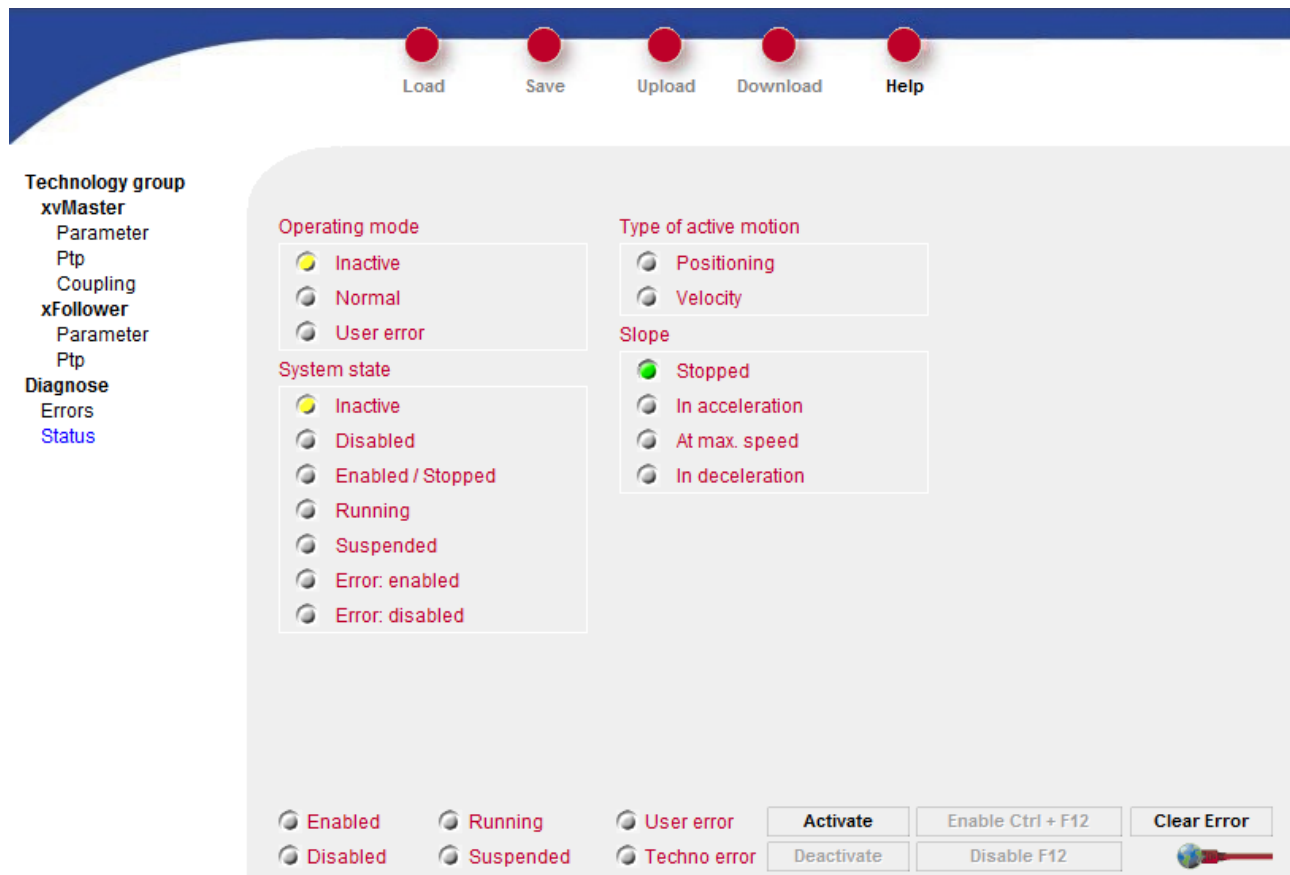 Load Save Upload Download Help
Technology group
xvMaster
Parameter
Ptp
Coupling
xFollower
Parameter
Ptp
Diagnose
Errors
Status
Operating mode
Inactive
Normal
User error
System state
Inactive
Disabled
Enabled / Stopped
Running
Suspended
Error: enabled
Error: disabled
Type of active motion
Positioning
Velocity
Slope
Stopped
In acceleration
At max. speed
In deceleration
Enabled Running User error Activate Enable Ctrl + F12 Clear Error
Disabled Suspended Techno error Deactivate Disable F12